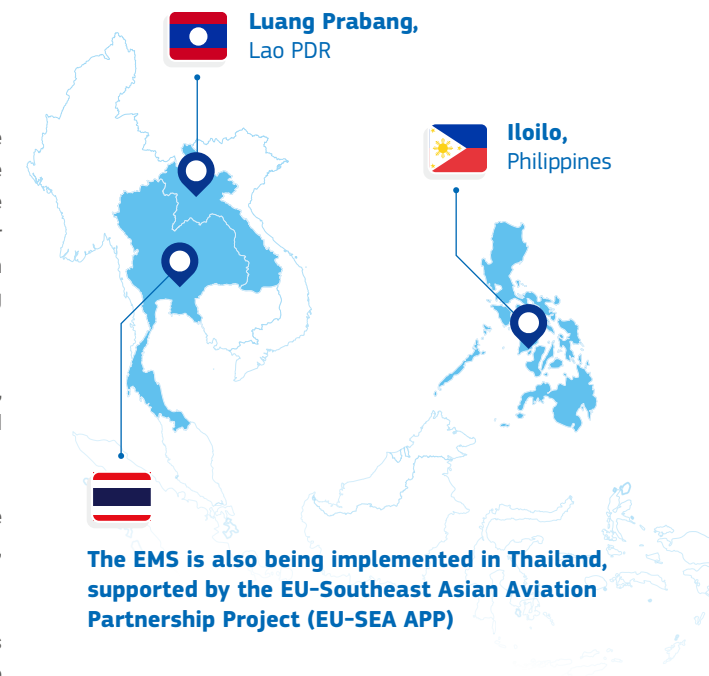 Luang Prabang,
Lao PDR
Iloilo,
Philippines
The EMS is also being implemented in Thailand,
supported by the EU-Southeast Asian Aviation
Partnership Project (EU-SEA APP)